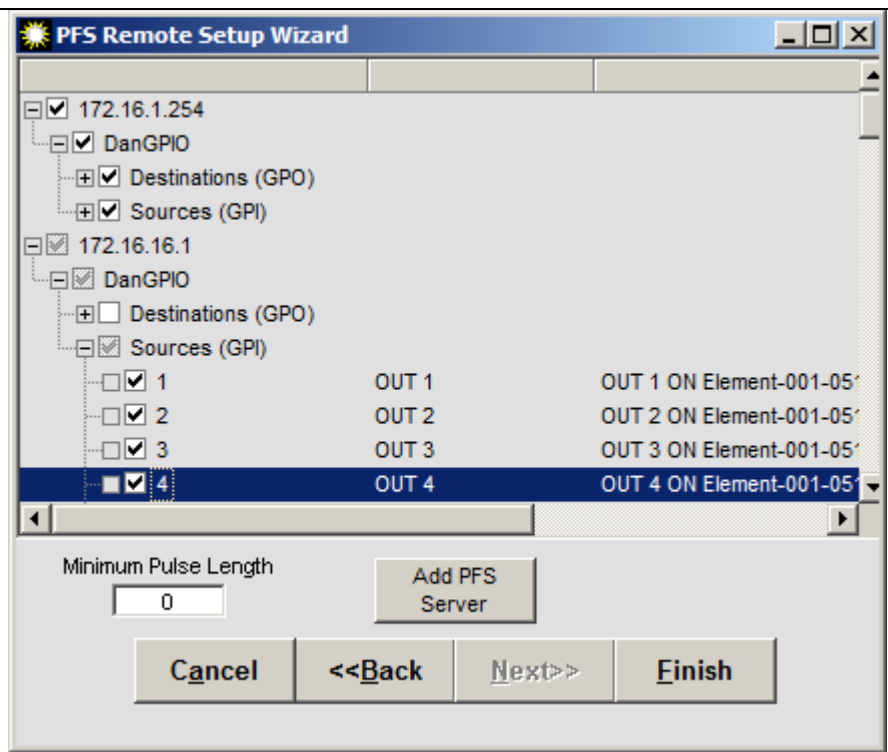 PFS Remote Setup Wizard
172.16.1.254
DanGPIO
Destinations (GPO)
Sources (GPI)
172.16.16.1
DanGPIO
Destinations (GPO)
Sources (GPI)
1 OUT 1 OUT 1 ON Element-001-051
2 OUT 2 OUT 2 ON Element-001-051
3 OUT 3 OUT 3 ON Element-001-051
4 OUT 4 OUT 4 ON Element-001-051
Minimum Pulse Length
0
Add PFS
Server
Cancel <<Back Next>> Finish